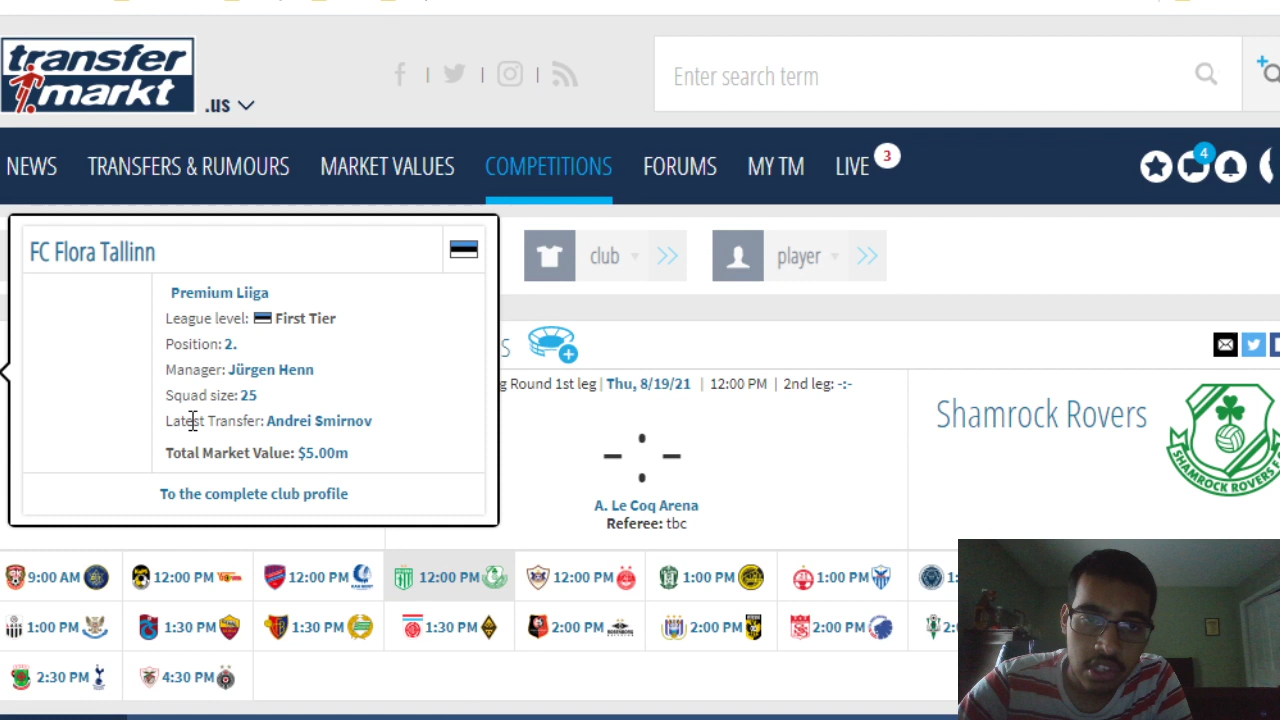 transfer
markt
.us
Enter search term
NEWS TRANSFERS & RUMOURS MARKET VALUES COMPETITIONS FORUMS MY TM LIVE 3 4
FC Flora Tallinn
club
player
Premium Liiga
League level: First Tier
Position: 2.
Manager: Jürgen Henn
Squad size: 25
Latest Transfer: Andrei Smirnov
Total Market Value: $5.00m
To the complete club profile
S
g Round 1st leg | Thu, 8/19/21 | 12:00 PM | 2nd leg: -:-
- : -
A. Le Coq Arena
Referee: tbc
Shamrock Rovers
SHAMROCK ROVERS F.C.
9:00 AM 12:00 PM 12:00 PM 12:00 PM 12:00 PM 1:00 PM 1:00 PM 1:
1:00 PM 1:30 PM 1:30 PM 1:30 PM 2:00 PM 2:00 PM 2:00 PM 2:
2:30 PM 4:30 PM